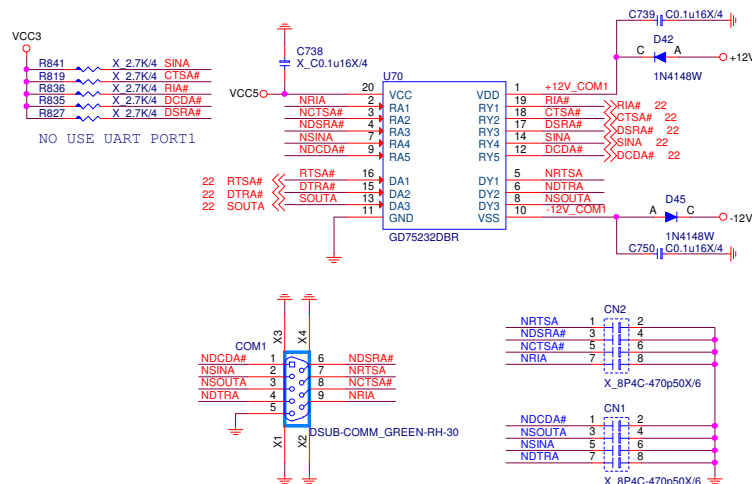 VCC3
R841 X_2.7K/4 SINA
R819 X_2.7K/4 CTSA#
R836 X_2.7K/4 RIA#
R835 X_2.7K/4 DCDA#
R827 X_2.7K/4 DSRA#
NO USE UART PORT1
C738
X_C0.1u16X/4
C739 C0.1u16X/4
D42
C A +12V
1N4148W
U70
VCC5 20 VCC VDD 1 +12V_COM1
NRIA 2 RA1 RY1 19 RIA# RIA# 22
NCTSA# 3 RA2 RY2 18 CTSA# CTSA# 22
NDSRA# 4 RA3 RY3 17 DSRA# DSRA# 22
NSINA 7 RA4 RY4 14 SINA SINA 22
NDCDA# 9 RA5 RY5 12 DCDA# DCDA# 22
22 RTSA# RTSA# 16 DA1 DY1 5 NRTSA
22 DTRA# DTRA# 15 DA2 DY2 6 NDTRA
22 SOUTA SOUTA 13 DA3 DY3 8 NSOUTA
11 GND VSS 10 -12V_COM1
GD75232DBR
D45
A C -12V
1N4148W
C750 C0.1u16X/4
X3 X4
COM1
NDCDA# 1 6 NDSRA#
NSINA 2 7 NRTSA
NSOUTA 3 8 NCTSA#
NDTRA 4 9 NRIA
5
DSUB-COMM_GREEN-RH-30
X1 X2
CN2
NRTSA 1 2
NDSRA# 3 4
NCTSA# 5 6
NRIA 7 8
X_8P4C-470p50X/6
CN1
NDCDA# 1 2
NSOUTA 3 4
NSINA 5 6
NDTRA 7 8
X_8P4C-470p50X/6